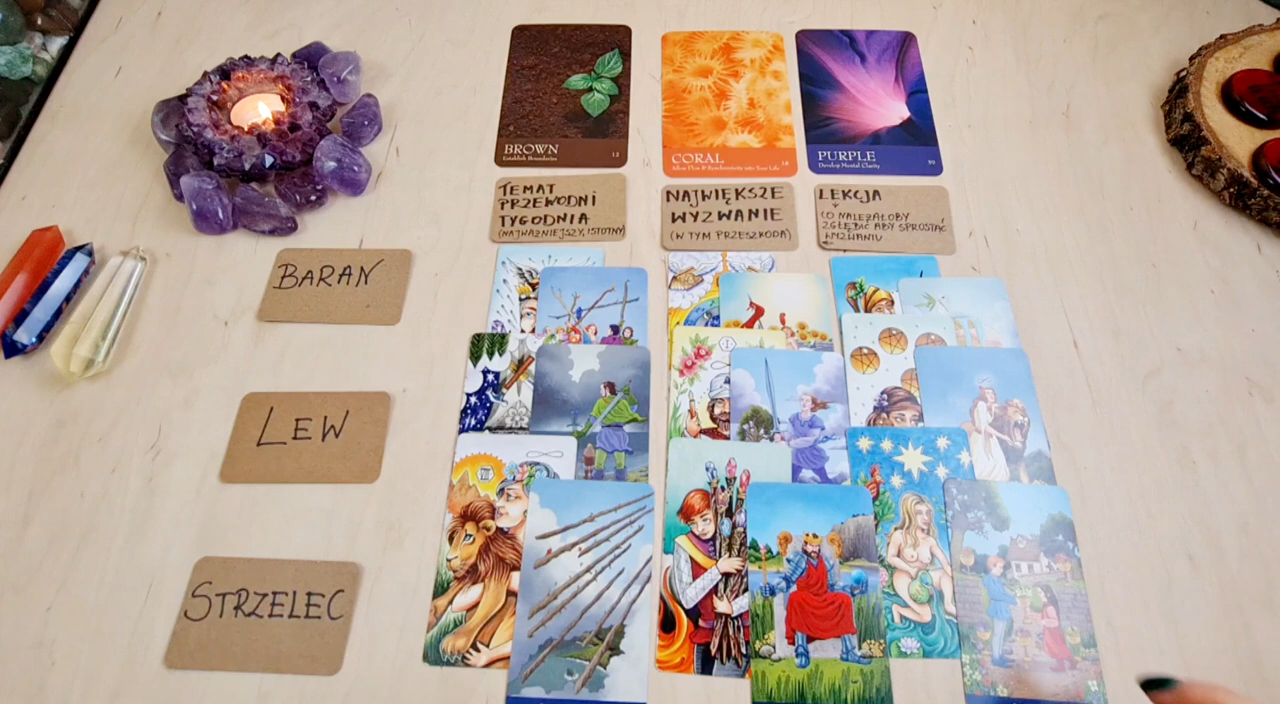 BROWN
Establish Boundaries
12
CORAL
Allow Flow & Synchronicity into Your Life
18
PURPLE
Develop Mental Clarity
TEMAT
PRZEWODNI
TYGODNIA
(NAJWAŻNIEJSZY, ISTOTNY)
NAJWIĘKSZE
WYZWANIE
(W TYM PRZESZKODA)
LEKCJA
CO NALEŻAŁOBY
ZGŁĘBIĆ ABY SPROSTAĆ
WYZWANIU
BARAN
LEW
STRZELEC
I